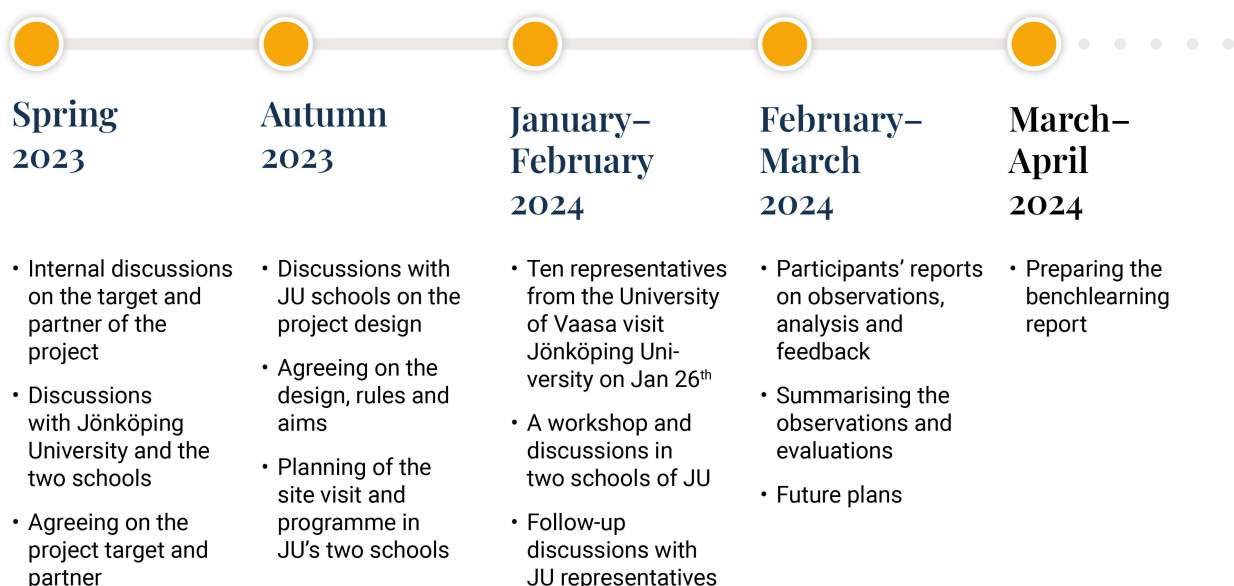 Spring
2023
• Internal discussions
on the target and
partner of the
project
• Discussions
with Jönköping
University and the
two schools
• Agreeing on the
project target and
partner
Autumn
2023
• Discussions with
JU schools on the
project design
• Agreeing on the
design, rules and
aims
• Planning of the
site visit and
programme in
JU’s two schools
January–
February
2024
• Ten representatives
from the University
of Vaasa visit
Jönköping Uni-
versity on Jan 26th
• A workshop and
discussions in
two schools of JU
• Follow-up
discussions with
JU representatives
February–
March
2024
• Participants’ reports
on observations,
analysis and
feedback
• Summarising the
observations and
evaluations
• Future plans
March–
April
2024
• Preparing the
benchlearning
report